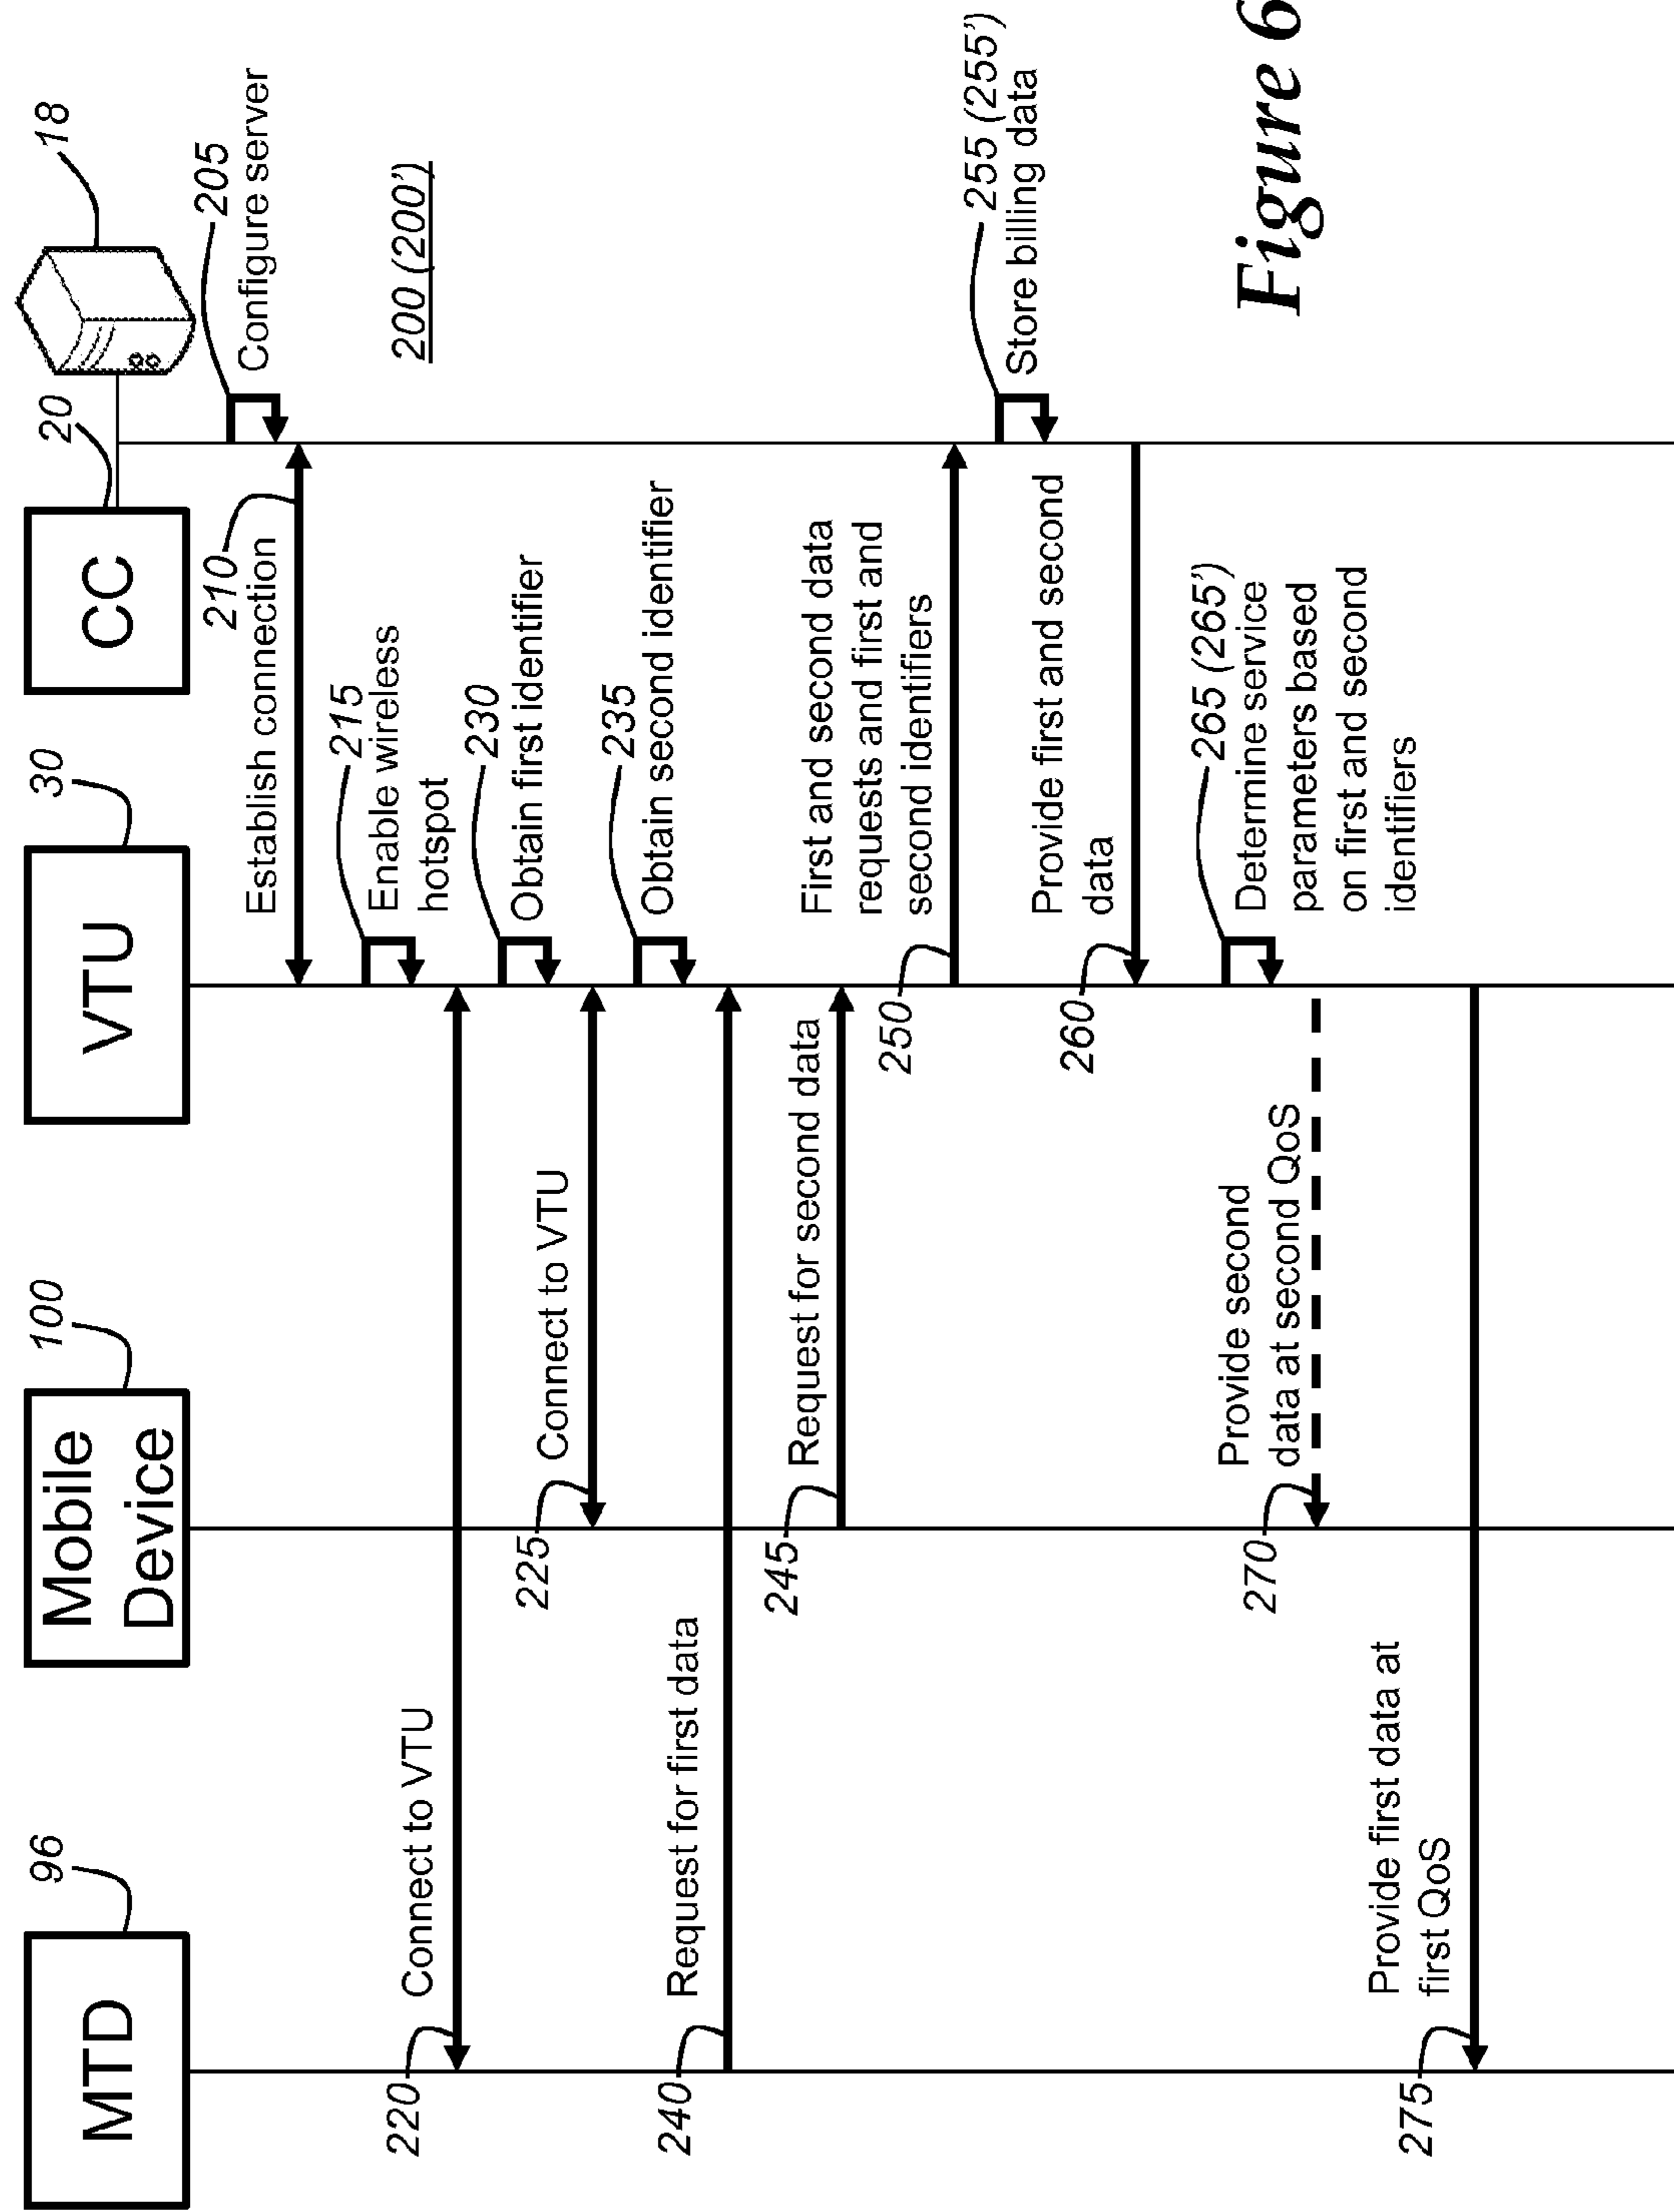 MTD
96
Mobile
Device
100
VTU
30
CC
20
18
205
Configure server
200 (200')
210
Establish connection
215
Enable wireless
hotspot
220
Connect to VTU
230
Obtain first identifier
225
Connect to VTU
235
Obtain second identifier
240
Request for first data
245
Request for second data
250
First and second data
requests and first and
second identifiers
255 (255')
Store billing data
260
Provide first and second
data
265 (265')
Determine service
parameters based
on first and second
identifiers
270
Provide second
data at second QoS
275
Provide first data at
first QoS
Figure 6